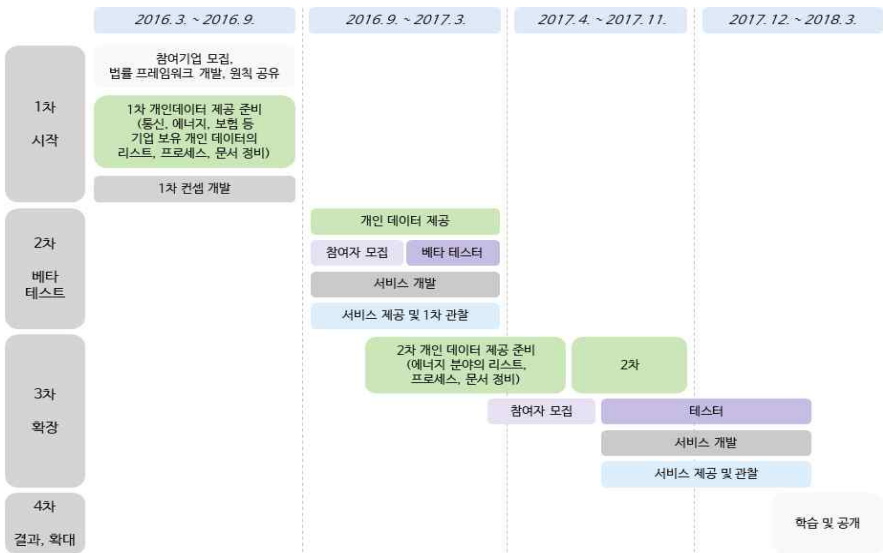 2016. 3. ~ 2016. 9.
2016. 9. ~ 2017. 3.
2017. 4. ~ 2017. 11.
2017. 12. ~ 2018. 3.
1차
시작
참여기업 모집,
법률 프레임워크 개발, 원칙 공유
1차 개인데이터 제공 준비
(통신, 에너지, 보험 등
기업 보유 개인 데이터의
리스트, 프로세스, 문서 정비)
1차 컨셉 개발
2차
베타
테스트
개인 데이터 제공
참여자 모집
베타 테스터
서비스 개발
서비스 제공 및 1차 관찰
3차
확장
2차 개인 데이터 제공 준비
(에너지 분야의 리스트,
프로세스, 문서 정비)
2차
참여자 모집
테스터
서비스 개발
서비스 제공 및 관찰
4차
결과, 확대
학습 및 공개